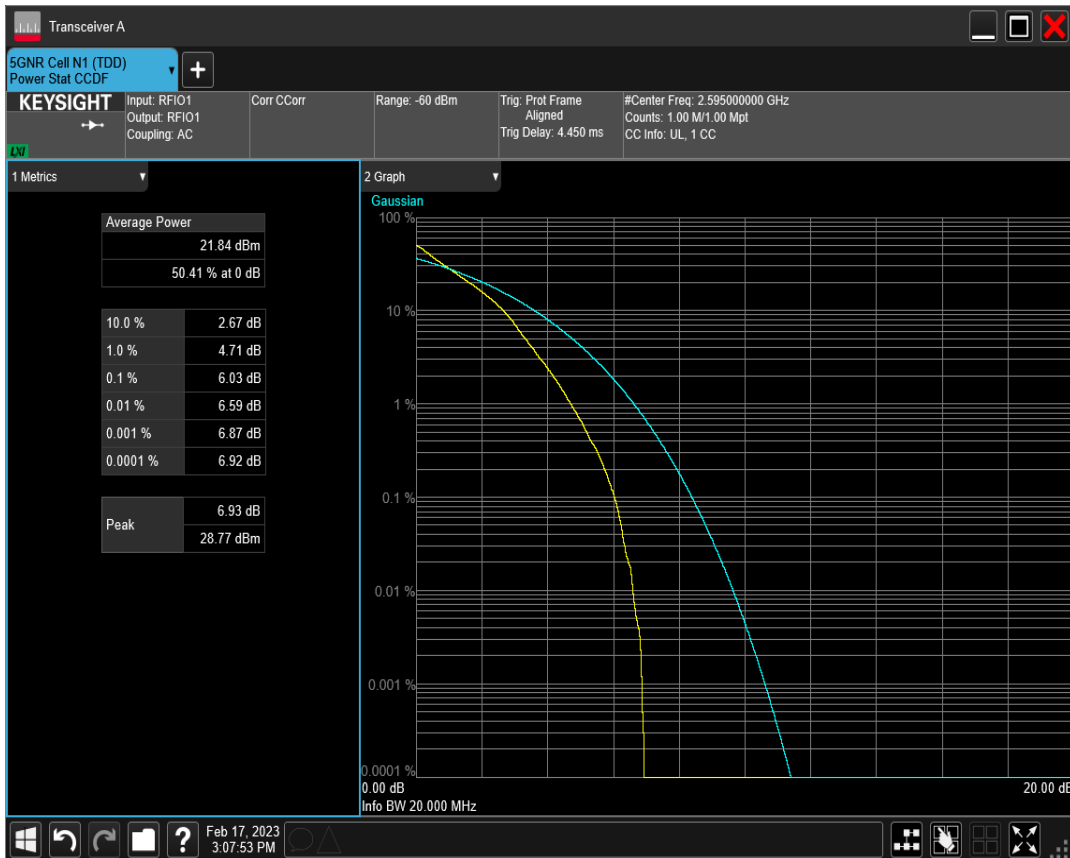 Transceiver A
5GNR Cell N1 (TDD)
Power Stat CCDF
+
KEYSIGHT
LXI
Input: RFIO1
Output: RFIO1
Coupling: AC
Corr CCorr
Range: -60 dBm
Trig: Prot Frame
Aligned
Trig Delay: 4.450 ms
#Center Freq: 2.595000000 GHz
Counts: 1.00 M/1.00 Mpt
CC Info: UL, 1 CC
1 Metrics
Average Power
21.84 dBm
50.41 % at 0 dB
10.0 % 2.67 dB
1.0 % 4.71 dB
0.1 % 6.03 dB
0.01 % 6.59 dB
0.001 % 6.87 dB
0.0001 % 6.92 dB
Peak
6.93 dB
28.77 dBm
2 Graph
Gaussian
100 %
10 %
1 %
0.1 %
0.01 %
0.001 %
0.0001 %
0.00 dB 20.00 dB
Info BW 20.000 MHz
?
Feb 17, 2023
3:07:53 PM